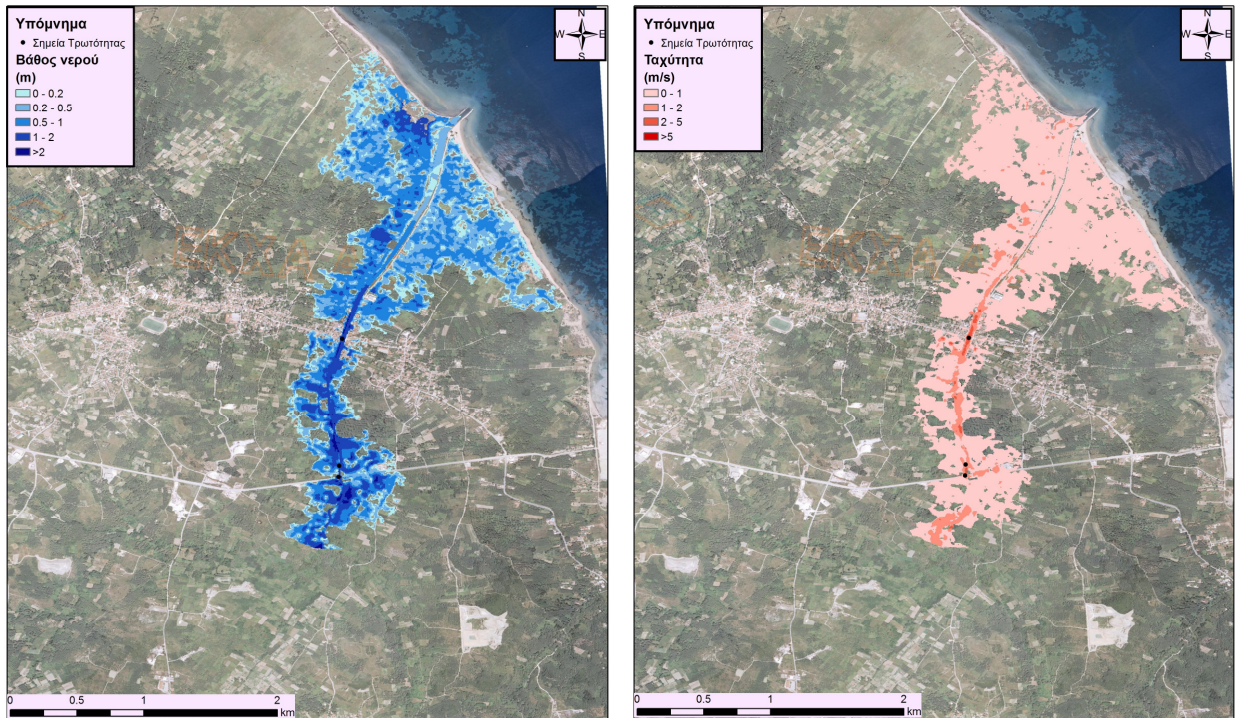 Υπόμνημα
• Σημεία Τρωτότητας
Βάθος νερού
(m)
0 - 0.2
0.2 - 0.5
0.5 - 1
1 - 2
>2
N
W E
S
0 0.5 1 2
km
Υπόμνημα
• Σημεία Τρωτότητας
Ταχύτητα
(m/s)
0 - 1
1 - 2
2 - 5
>5
N
W E
S
0 0.5 1 2
km